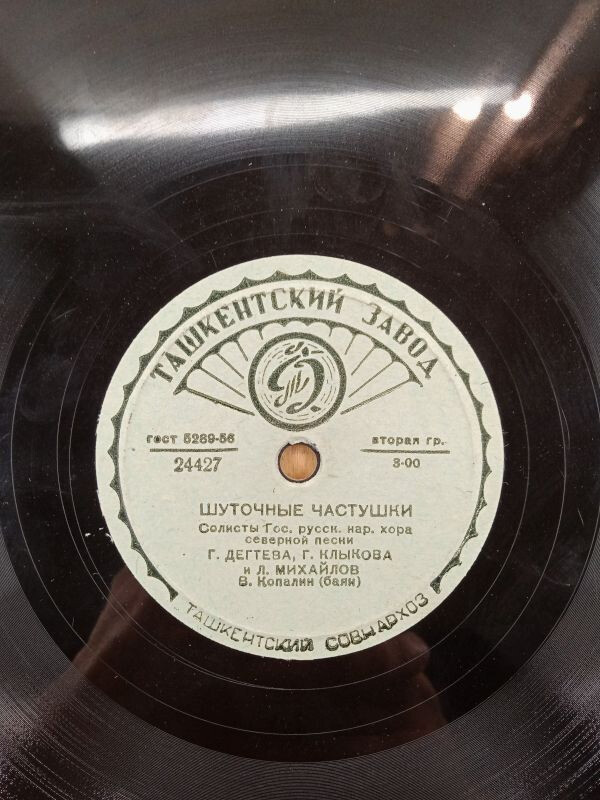 ТАШКЕНТСКИЙ ЗАВОД
гост 5289-56
24427
вторая гр.
3-00
ШУТОЧНЫЕ ЧАСТУШКИ
Солисты Гос. русск. нар. хора
северной песни
Г. ДЕГТЕВА, Г. КЛЫКОВА
и Л. МИХАЙЛОВ
В. Копалин (баян)
ТАШКЕНТСКИЙ СОВНАРХОЗ